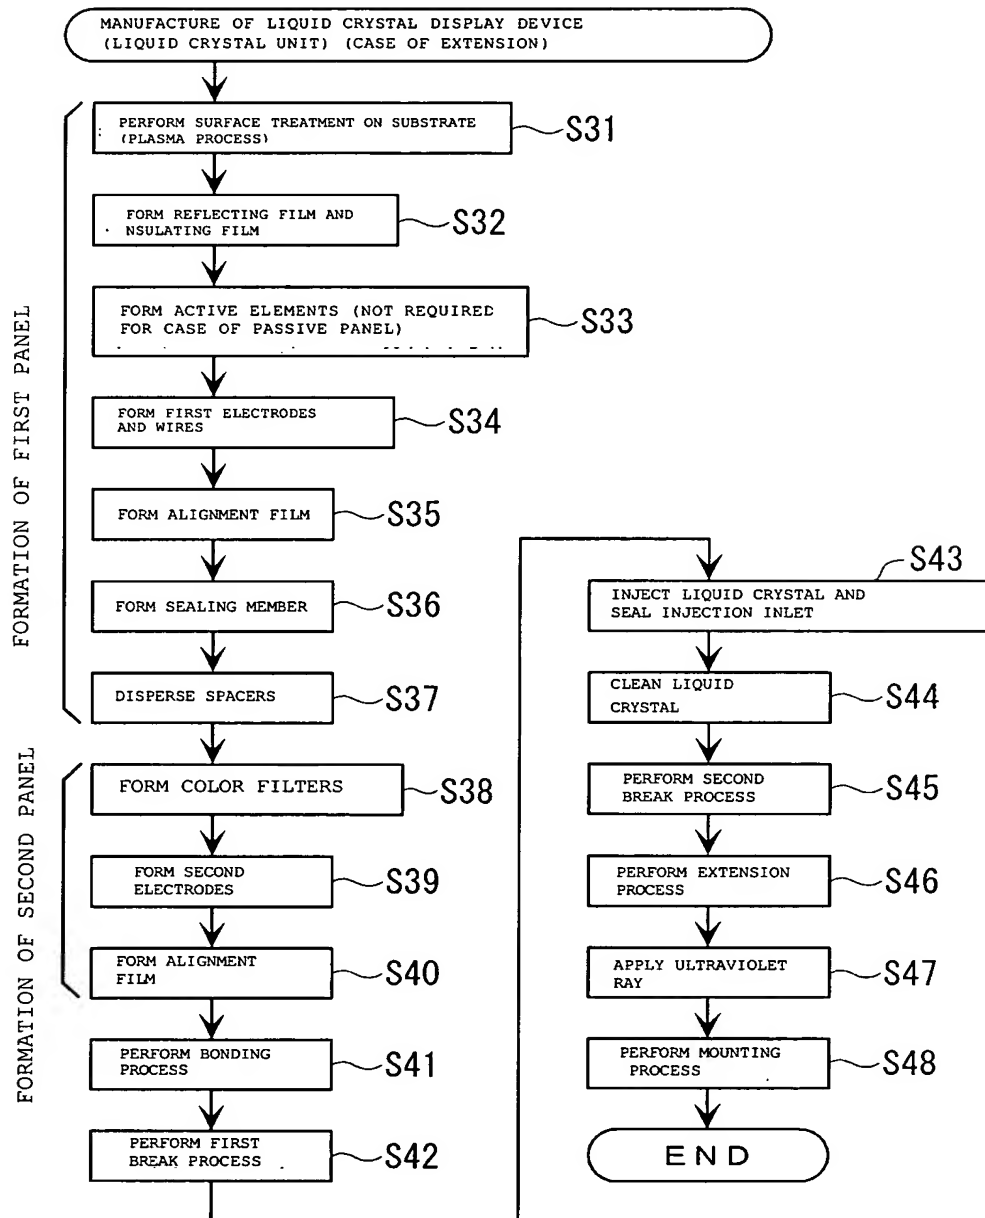 MANUFACTURE OF LIQUID CRYSTAL DISPLAY DEVICE
(LIQUID CRYSTAL UNIT) (CASE OF EXTENSION)
FORMATION OF FIRST PANEL
PERFORM SURFACE TREATMENT ON SUBSTRATE
(PLASMA PROCESS)
S31
FORM REFLECTING FILM AND
NSULATING FILM
S32
FORM ACTIVE ELEMENTS (NOT REQUIRED
FOR CASE OF PASSIVE PANEL)
S33
FORM FIRST ELECTRODES
AND WIRES
S34
FORM ALIGNMENT FILM
S35
FORM SEALING MEMBER
S36
DISPERSE SPACERS
S37
FORMATION OF SECOND PANEL
FORM COLOR FILTERS
S38
FORM SECOND
ELECTRODES
S39
FORM ALIGNMENT
FILM
S40
PERFORM BONDING
PROCESS
S41
PERFORM FIRST
BREAK PROCESS
S42
INJECT LIQUID CRYSTAL AND
SEAL INJECTION INLET
S43
CLEAN LIQUID
CRYSTAL
S44
PERFORM SECOND
BREAK PROCESS
S45
PERFORM EXTENSION
PROCESS
S46
APPLY ULTRAVIOLET
RAY
S47
PERFORM MOUNTING
PROCESS
S48
END